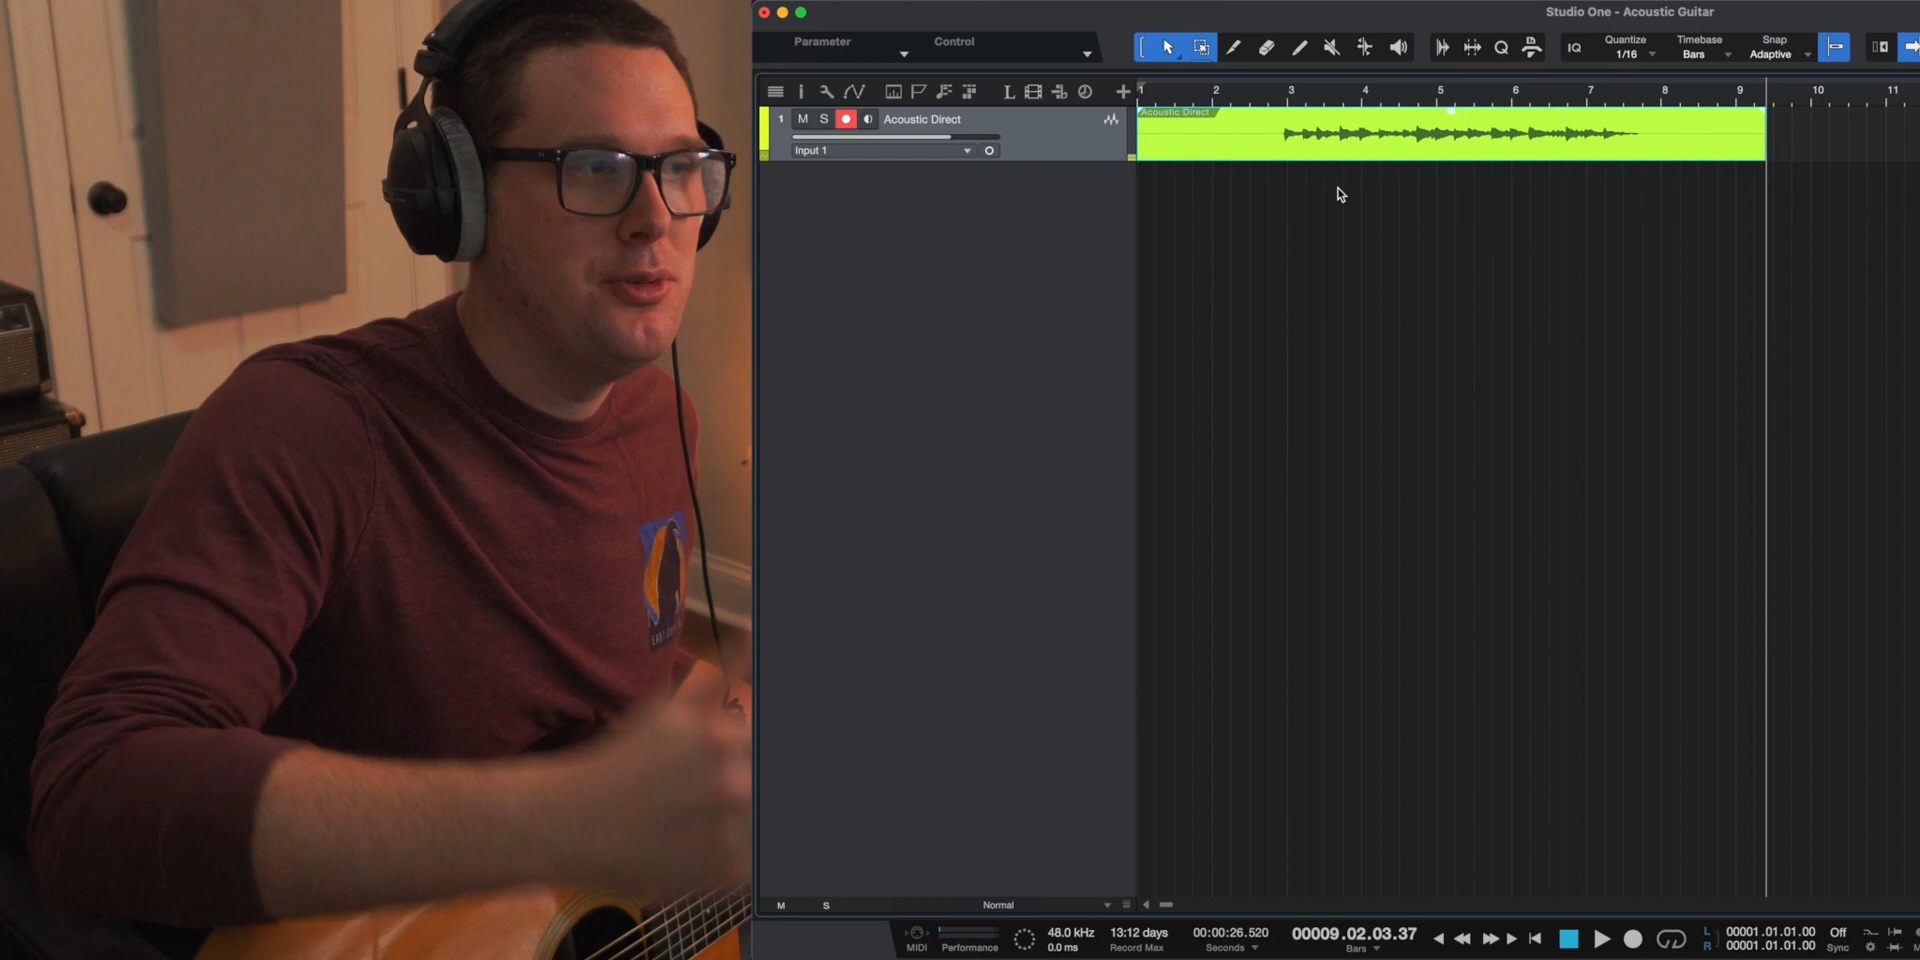 Studio One - Acoustic Guitar
Parameter
Control
IQ
Quantize
1/16
Timebase
Bars
Snap
Adaptive
1 2 3 4 5 6 7 8 9 10 11
1 M S Acoustic Direct
Input 1
Acoustic Direct
M S Normal
MIDI
Performance
48.0 kHz
0.0 ms
13:12 days
Record Max
00:00:26.520
Seconds
00009.02.03.37
Bars
L 00001.01.01.00
R 00001.01.01.00
Off
Sync